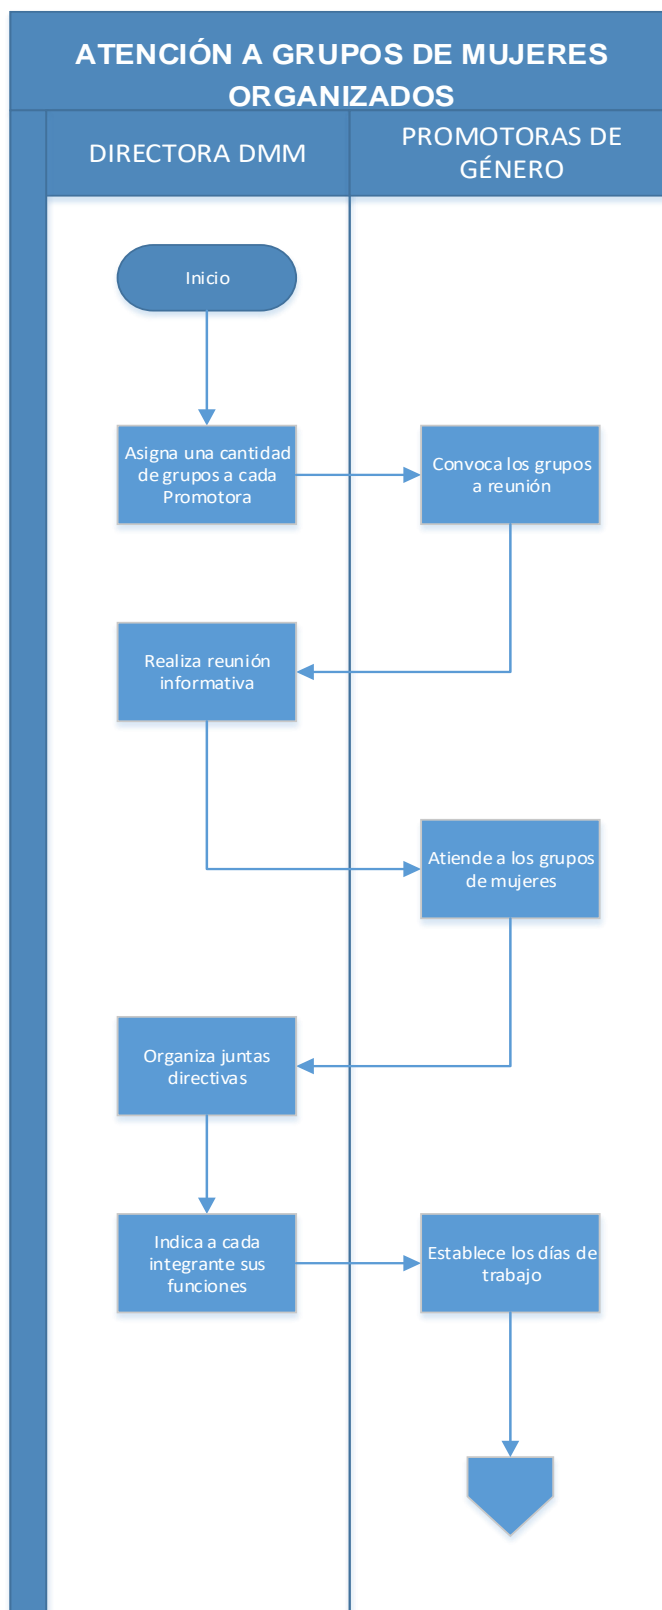 ATENCIÓN A GRUPOS DE MUJERES
ORGANIZADOS
DIRECTORA DMM
PROMOTORAS DE
GÉNERO
Inicio
Asigna una cantidad
de grupos a cada
Promotora
Convoca los grupos
a reunión
Realiza reunión
informativa
Atiende a los grupos
de mujeres
Organiza juntas
directivas
Indica a cada
integrante sus
funciones
Establece los días de
trabajo